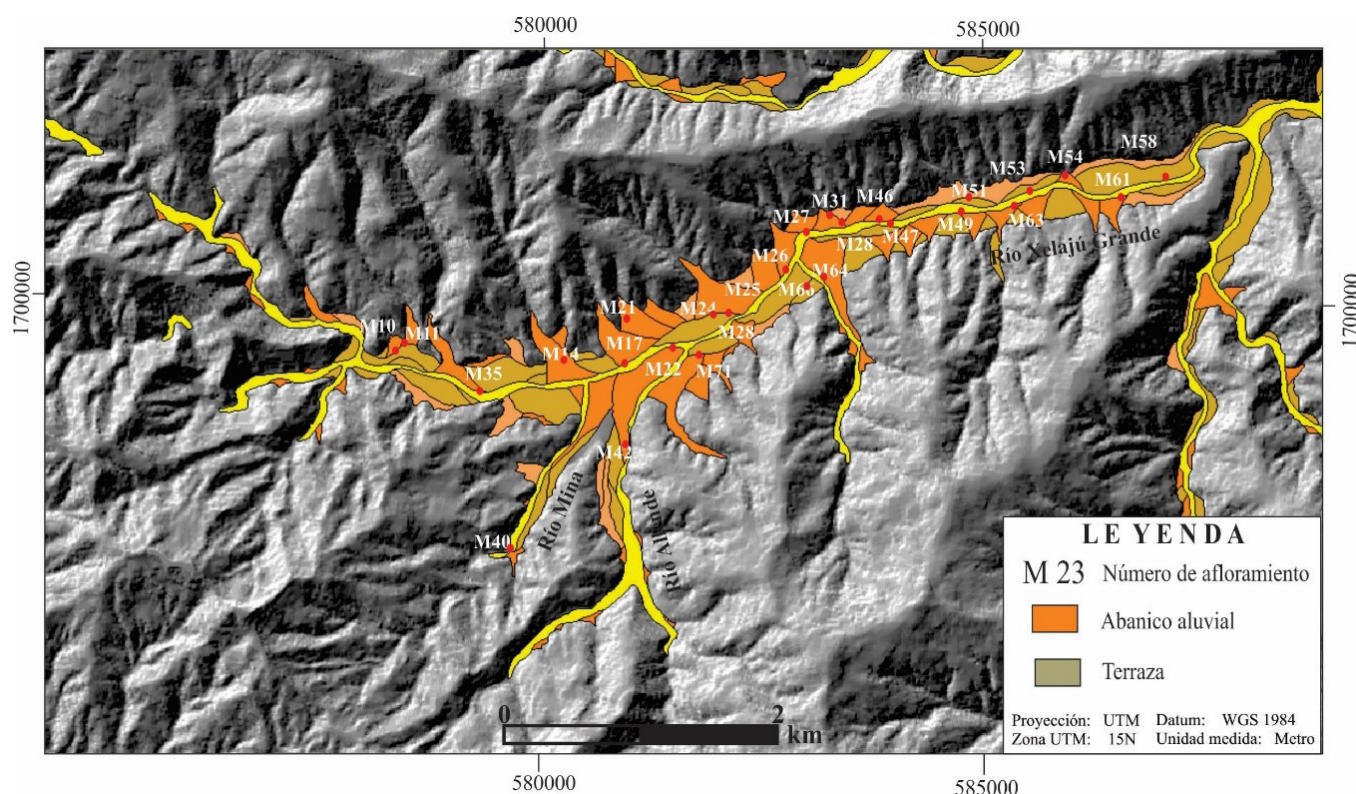 580000
585000
1700000
1700000
M58
M54
M53
M61
M51
M46
M31
M27
M63
M49
M47
M28
Río Xelajú Grande
M26
M64
M66
M25
M24
M21
M28
M10
M11
M17
M14
M22
M71
M35
M42
Río Mina
Río Allende
M40
LEYENDA
M 23 Número de afloramiento
Abanico aluvial
Terraza
Proyección: UTM Datum: WGS 1984
Zona UTM: 15N Unidad medida: Metro
0 2
km
580000
585000